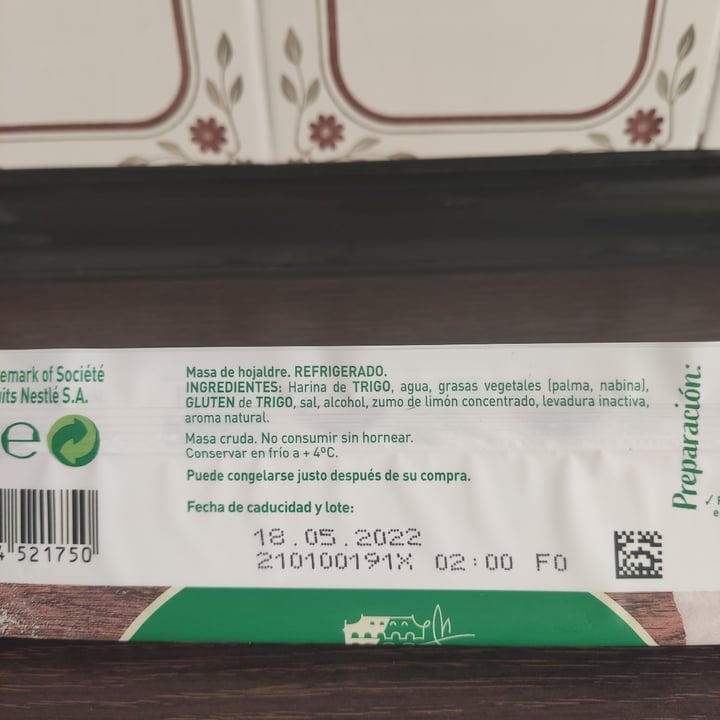 emark of Société
its Nestlé S.A.
e
4 521750
Masa de hojaldre. REFRIGERADO.
INGREDIENTES: Harina de TRIGO, agua, grasas vegetales (palma, nabina),
GLUTEN de TRIGO, sal, alcohol, zumo de limón concentrado, levadura inactiva,
aroma natural.
Masa cruda. No consumir sin hornear.
Conservar en frío a + 4ºC.
Puede congelarse justo después de su compra.
Fecha de caducidad y lote:
18.05.2022
210100191X 02:00 F0
Preparación: